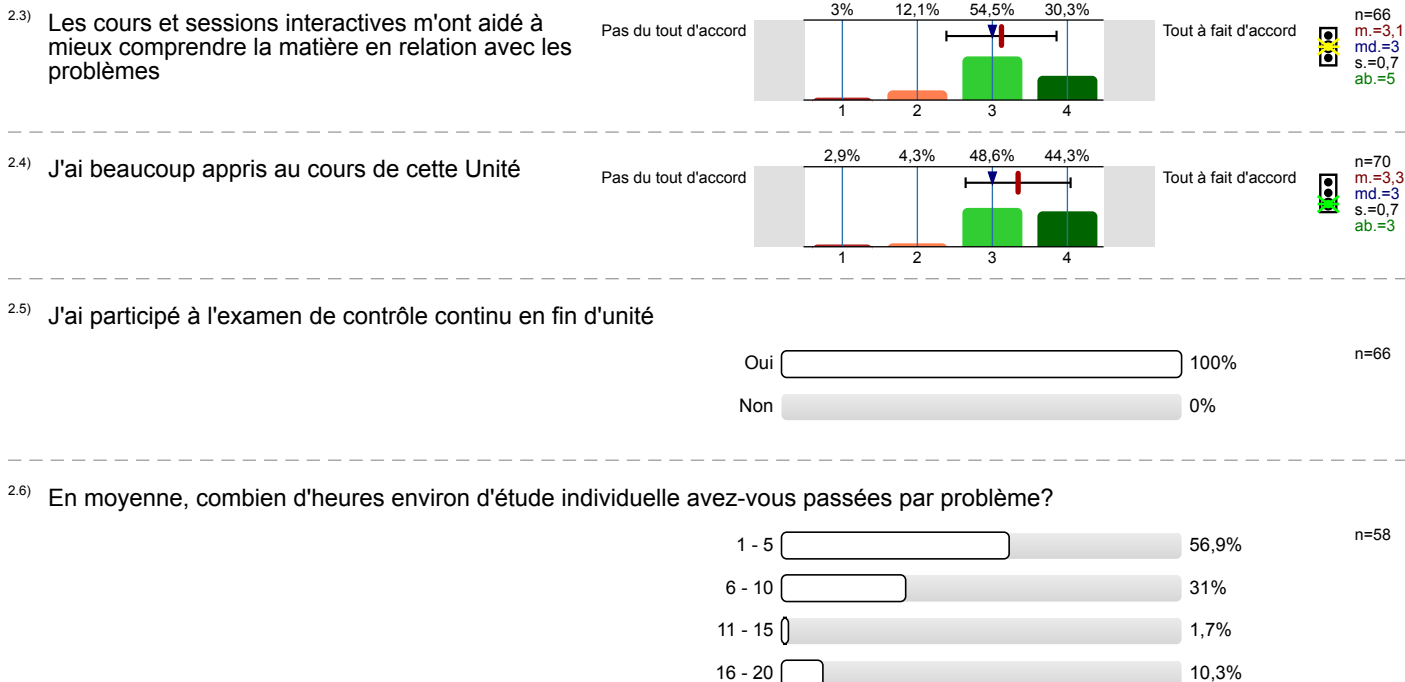 2.3) Les cours et sessions interactives m'ont aidé à
mieux comprendre la matière en relation avec les
problèmes
Pas du tout d'accord
3% 12,1% 54,5% 30,3%
1 2 3 4
Tout à fait d'accord
n=66
m.=3,1
md.=3
s.=0,7
ab.=5
2.4) J'ai beaucoup appris au cours de cette Unité
Pas du tout d'accord
2,9% 4,3% 48,6% 44,3%
1 2 3 4
Tout à fait d'accord
n=70
m.=3,3
md.=3
s.=0,7
ab.=3
2.5) J'ai participé à l'examen de contrôle continu en fin d'unité
Oui 100% n=66
Non 0%
2.6) En moyenne, combien d'heures environ d'étude individuelle avez-vous passées par problème?
1 - 5 56,9% n=58
6 - 10 31%
11 - 15 1,7%
16 - 20 10,3%